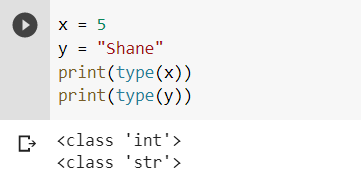 x = 5
y = "Shane"
print(type(x))
print(type(y))
<class 'int'>
<class 'str'>